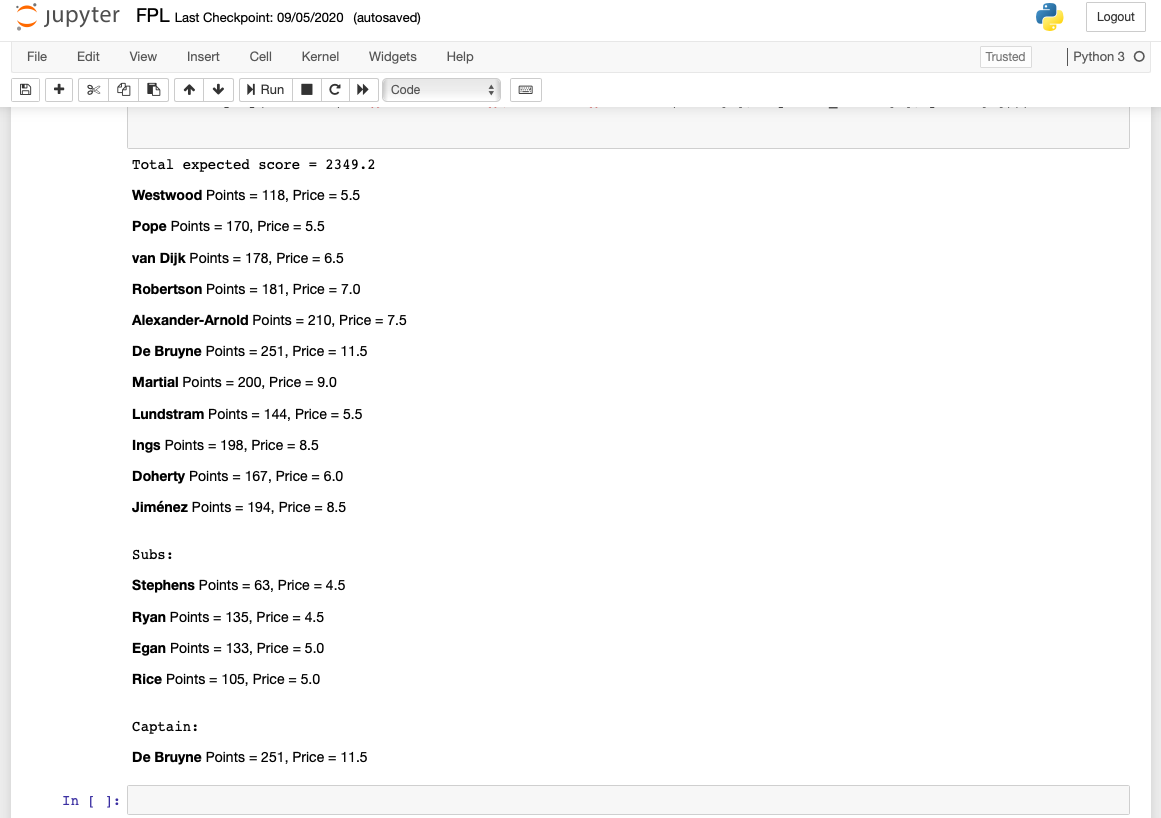 jupyter FPL Last Checkpoint: 09/05/2020 (autosaved) Logout
File Edit View Insert Cell Kernel Widgets Help Trusted Python 3
Run Code
Total expected score = 2349.2
Westwood Points = 118, Price = 5.5
Pope Points = 170, Price = 5.5
van Dijk Points = 178, Price = 6.5
Robertson Points = 181, Price = 7.0
Alexander-Arnold Points = 210, Price = 7.5
De Bruyne Points = 251, Price = 11.5
Martial Points = 200, Price = 9.0
Lundstram Points = 144, Price = 5.5
Ings Points = 198, Price = 8.5
Doherty Points = 167, Price = 6.0
Jiménez Points = 194, Price = 8.5
Subs:
Stephens Points = 63, Price = 4.5
Ryan Points = 135, Price = 4.5
Egan Points = 133, Price = 5.0
Rice Points = 105, Price = 5.0
Captain:
De Bruyne Points = 251, Price = 11.5
In [ ]: